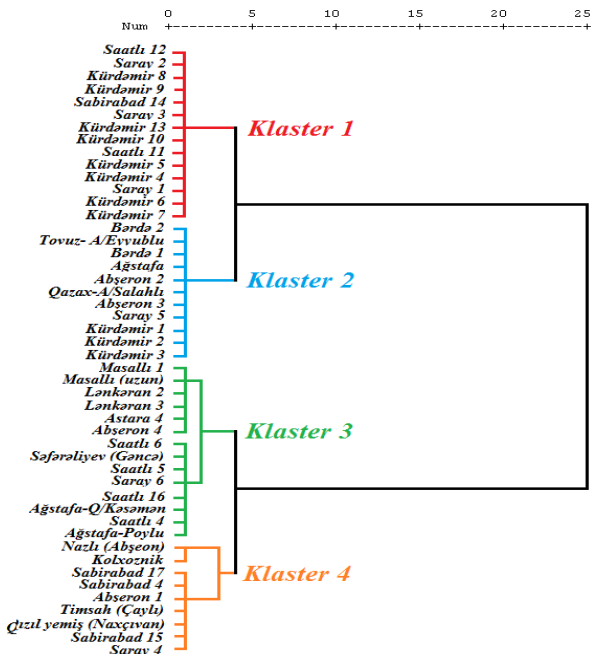 0 5 10 15 20 25
Num
Saatlı 12
Saray 2
Kürdəmir 8
Kürdəmir 9
Sabirabad 14
Saray 3
Kürdəmir 13
Klaster 1
Kürdəmir 10
Saatlı 11
Kürdəmir 5
Kürdəmir 4
Saray 1
Kürdəmir 6
Kürdəmir 7
Bərdə 2
Tovuz- A/Eyyublu
Bərdə 1
Ağstafa
Abşeron 2
Klaster 2
Qazax-A/Salahlı
Abşeron 3
Saray 5
Kürdəmir 1
Kürdəmir 2
Kürdəmir 3
Masallı 1
Masallı (uzun)
Lənkəran 2
Lənkəran 3
Astara 4
Abşeron 4
Klaster 3
Saatlı 6
Səfərəliyev (Gəncə)
Saatlı 5
Saray 6
Saatlı 16
Ağstafa-Q/Kəsəmən
Saatlı 4
Ağstafa-Poylu
Nazlı (Abşeon)
Kolxoznik
Sabirabad 17
Klaster 4
Sabirabad 4
Abşeron 1
Timsah (Çaylı)
Qızıl yemiş (Naxçıvan)
Sabirabad 15
Saray 4